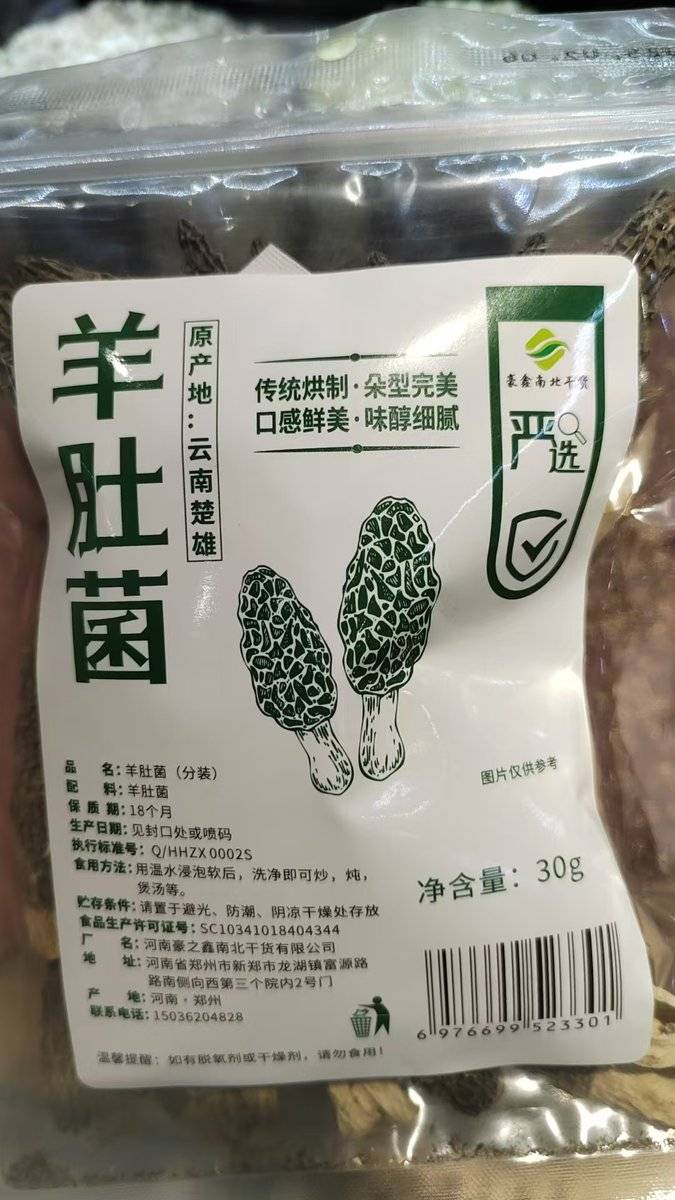 羊肚菌
原产地：云南楚雄
传统烘制·朵型完美
口感鲜美·味醇细腻
豪鑫南北干货
严选
图片仅供参考
品 名：羊肚菌（分装）
配 料：羊肚菌
保 质 期：18个月
生产日期：见封口处或喷码
执行标准号：Q/HHZX 0002S
食用方法：用温水浸泡软后，洗净即可炒，炖，
煲汤等。
贮存条件：请置于避光、防潮、阴凉干燥处存放
食品生产许可证号：SC10341018404344
厂 名：河南豪之鑫南北干货有限公司
地 址：河南省郑州市新郑市龙湖镇富源路
路南侧向西第三个院内2号门
产 地：河南·郑州
联系电话：15036204828
温馨提醒：如有脱氧剂或干燥剂，请勿食用！
净含量：30g
6 976699 523301